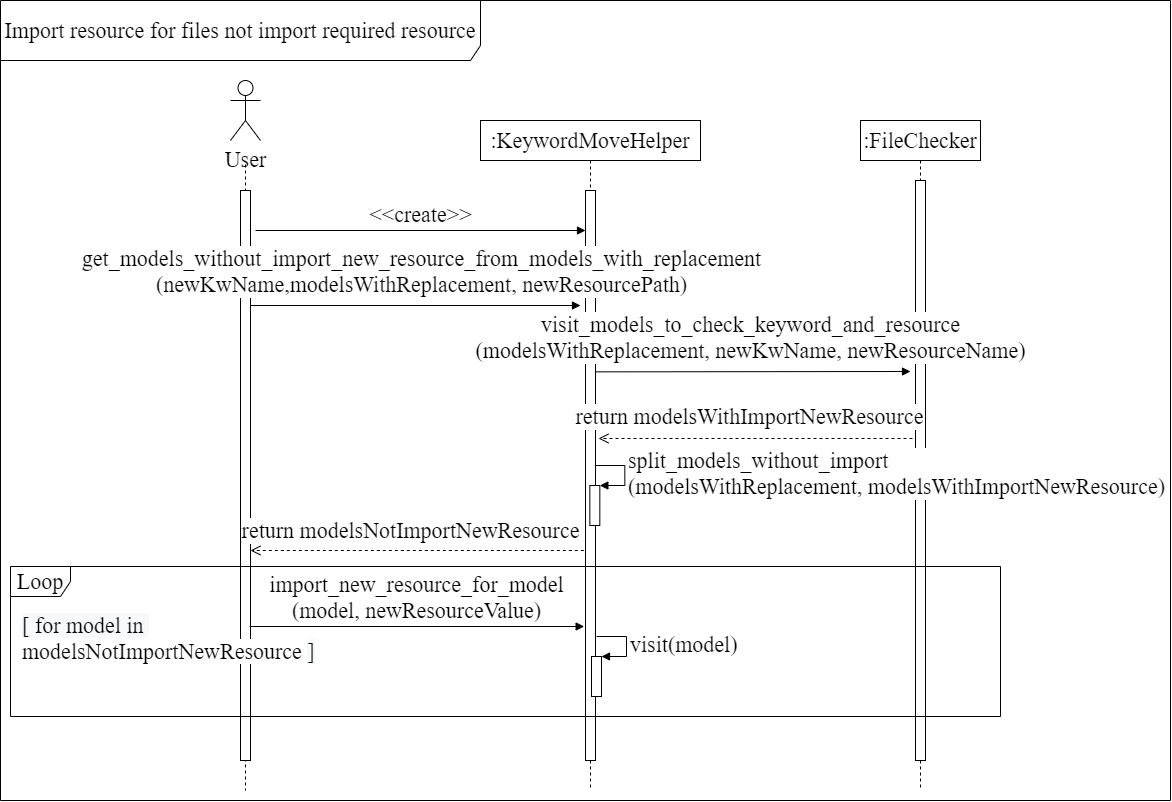 Import resource for files not import required resource
User
:KeywordMoveHelper
:FileChecker
<<create>>
get_models_without_import_new_resource_from_models_with_replacement
(newKwName,modelsWithReplacement, newResourcePath)
visit_models_to_check_keyword_and_resource
(modelsWithReplacement, newKwName, newResourceName)
return modelsWithImportNewResource
split_models_without_import
(modelsWithReplacement, modelsWithImportNewResource)
return modelsNotImportNewResource
Loop
import_new_resource_for_model
(model, newResourceValue)
[ for model in
modelsNotImportNewResource ]
visit(model)